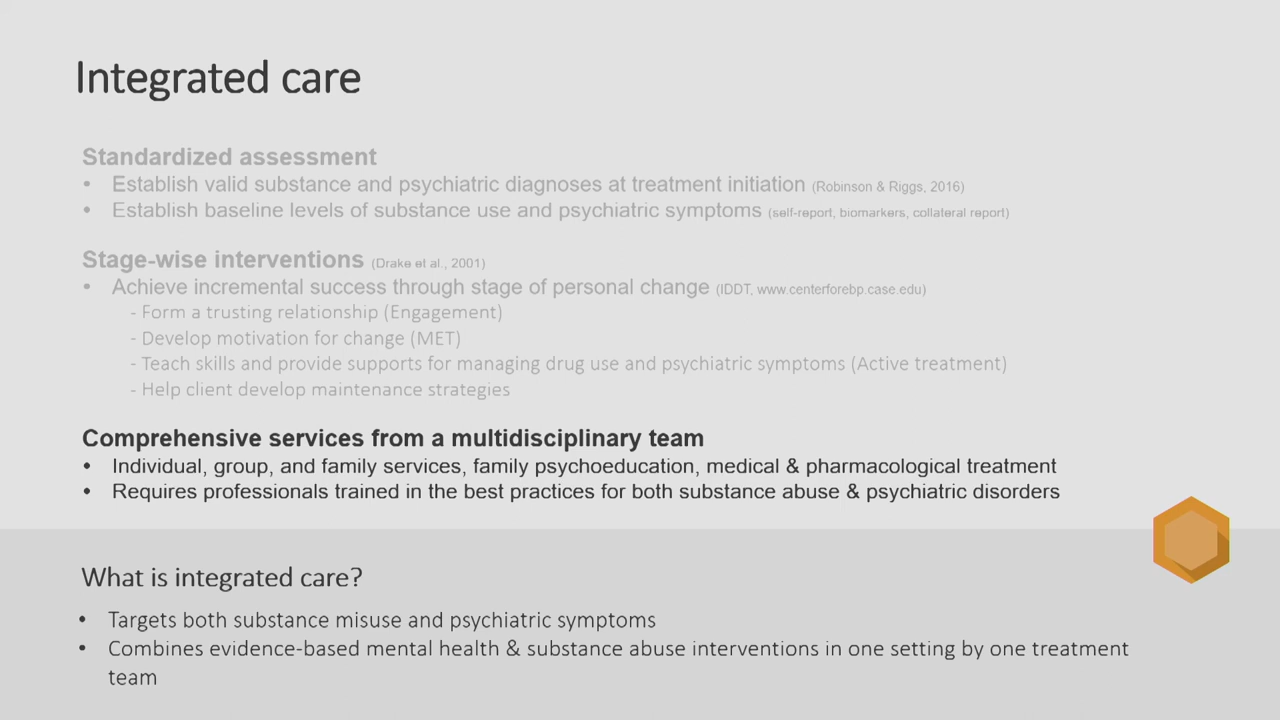 Integrated care
Standardized assessment
• Establish valid substance and psychiatric diagnoses at treatment initiation (Robinson & Riggs, 2016)
• Establish baseline levels of substance use and psychiatric symptoms (self-report, biomarkers, collateral report)
Stage-wise interventions (Drake et al., 2001)
• Achieve incremental success through stage of personal change (IDDT, www.centerforebp.case.edu)
- Form a trusting relationship (Engagement)
- Develop motivation for change (MET)
- Teach skills and provide supports for managing drug use and psychiatric symptoms (Active treatment)
- Help client develop maintenance strategies
Comprehensive services from a multidisciplinary team
• Individual, group, and family services, family psychoeducation, medical & pharmacological treatment
• Requires professionals trained in the best practices for both substance abuse & psychiatric disorders
What is integrated care?
• Targets both substance misuse and psychiatric symptoms
• Combines evidence-based mental health & substance abuse interventions in one setting by one treatment
team